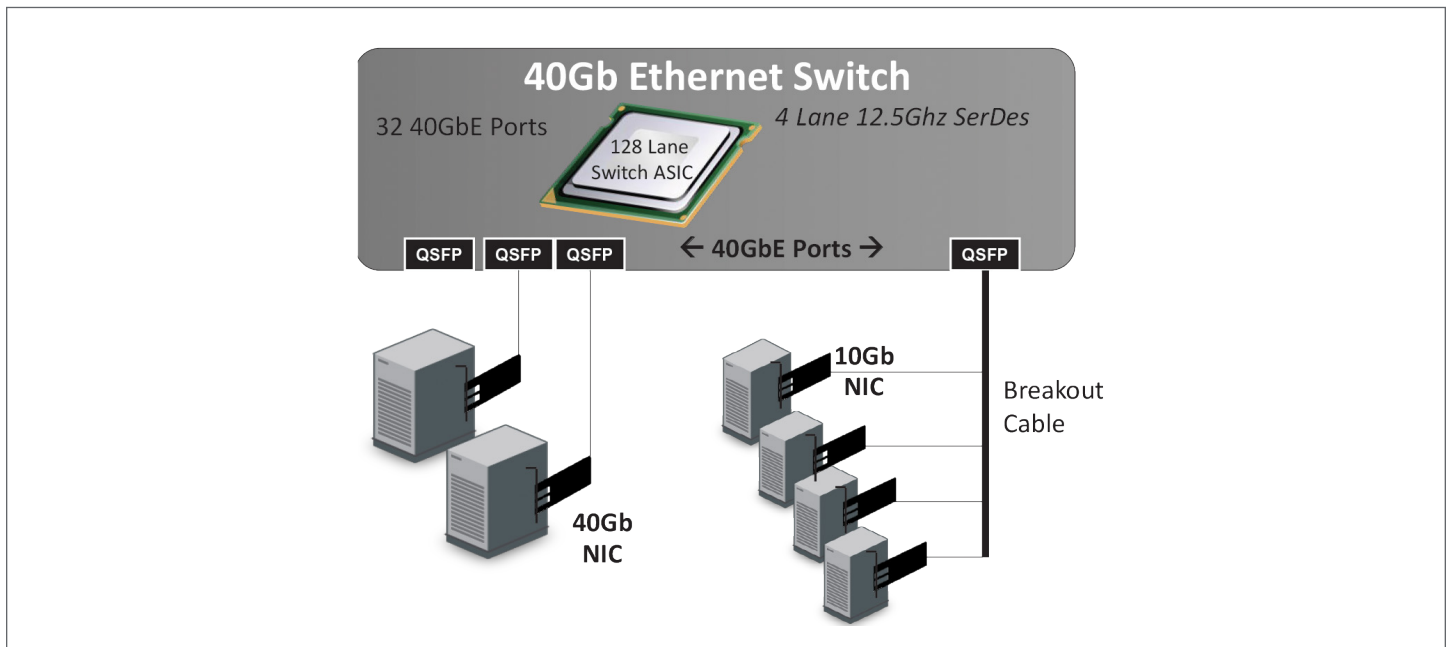 40Gb Ethernet Switch
32 40GbE Ports
4 Lane 12.5Ghz SerDes
128 Lane
Switch ASIC
QSFP
QSFP
QSFP
← 40GbE Ports →
QSFP
10Gb
NIC
Breakout
Cable
40Gb
NIC